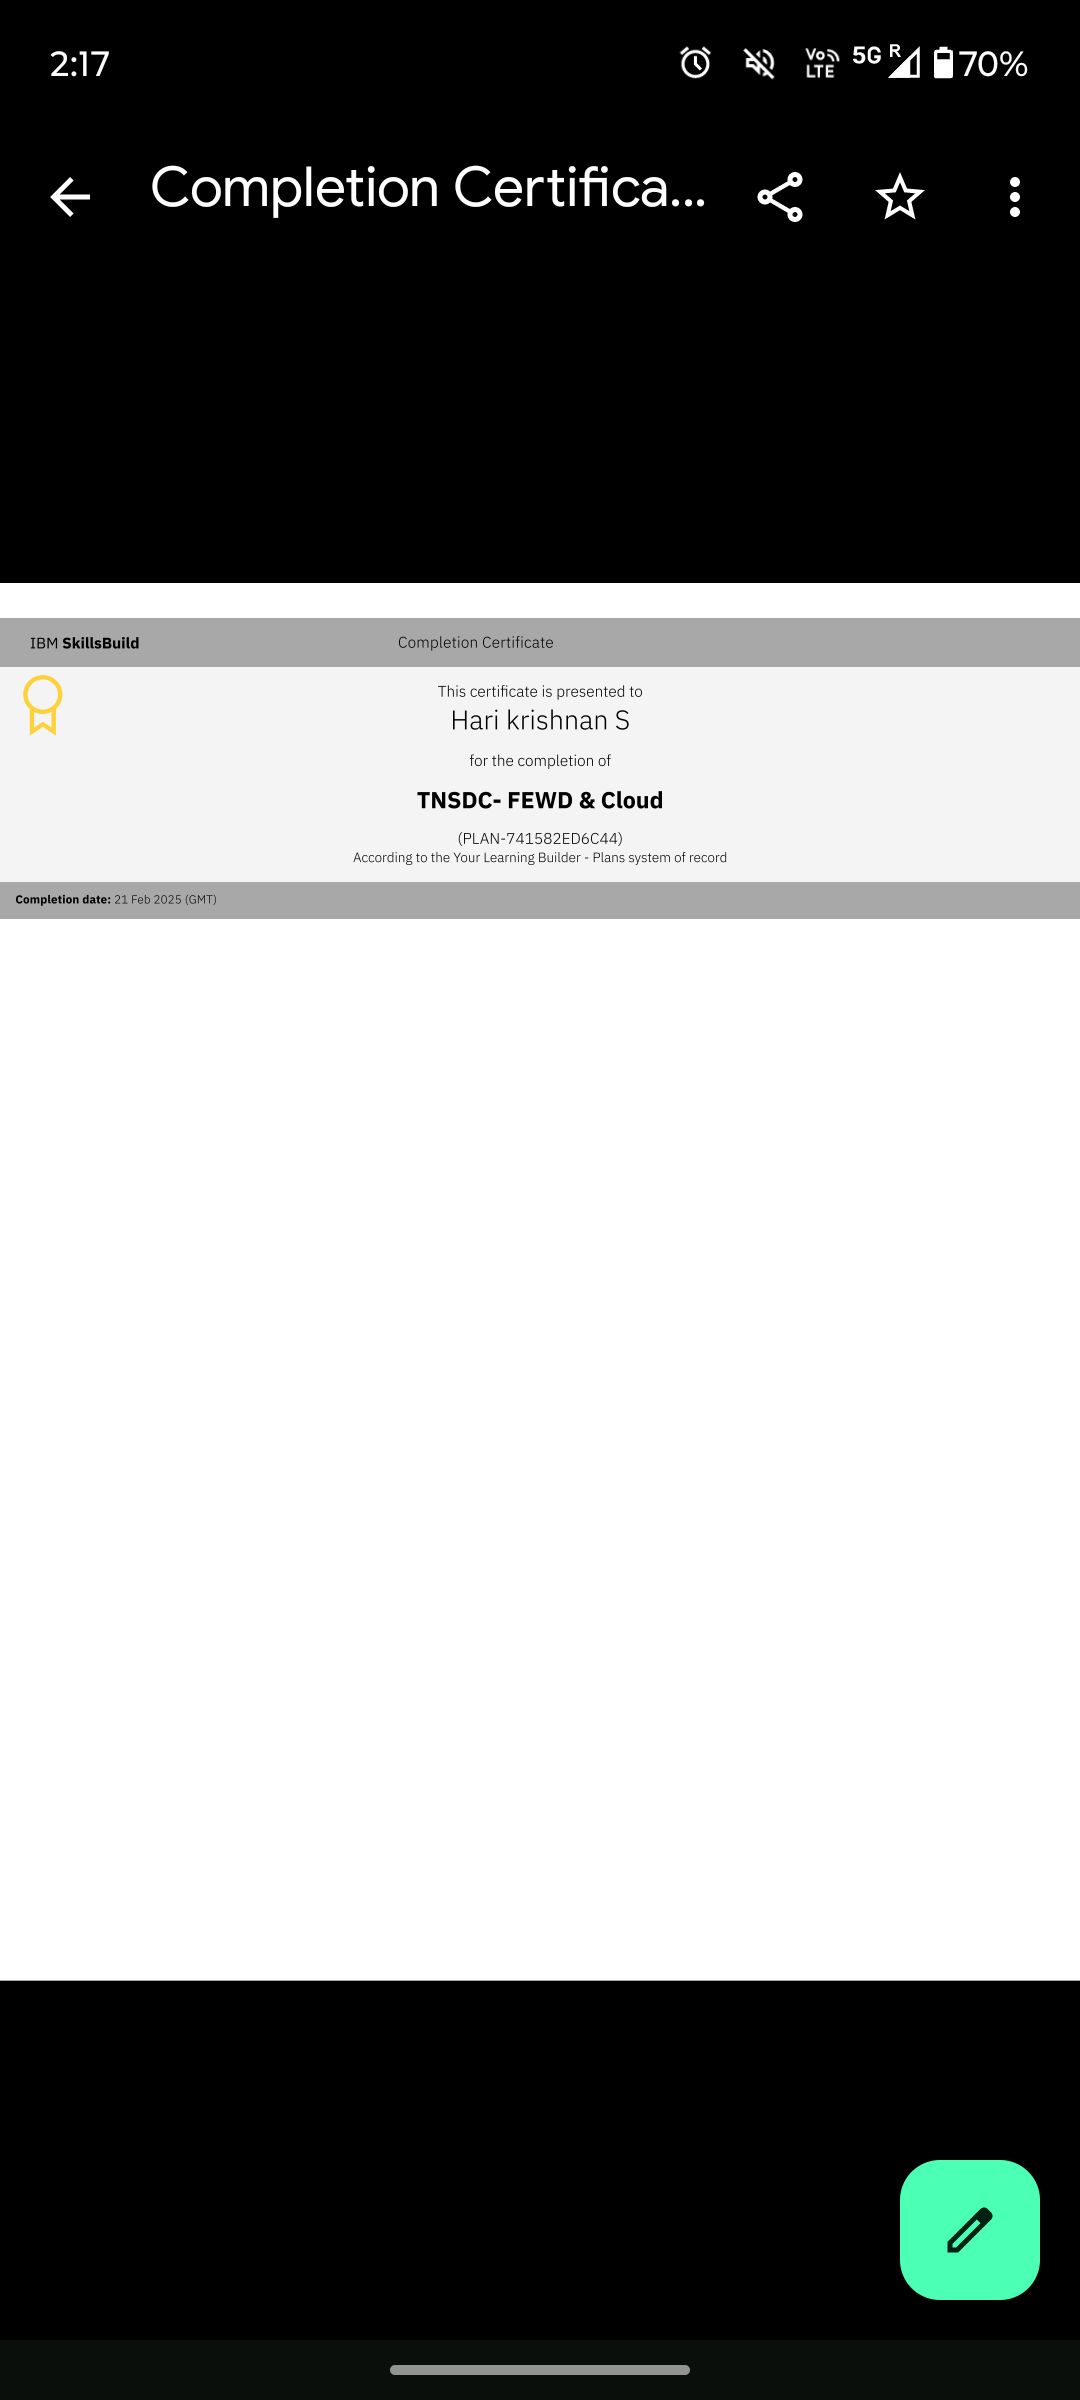 2:17
Vo LTE 5G R 70%
Completion Certifica...
IBM SkillsBuild
Completion Certificate
This certificate is presented to
Hari krishnan S
for the completion of
TNSDC- FEWD & Cloud
(PLAN-741582ED6C44)
According to the Your Learning Builder - Plans system of record
Completion date: 21 Feb 2025 (GMT)